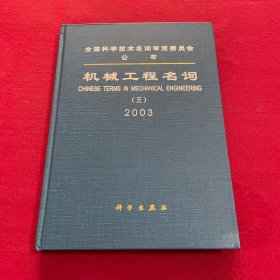 全国科学技术名词审定委员会
公布
机械工程名词
CHINESE TERMS IN MECHANICAL ENGINEERING
（三）
2003
科学出版社